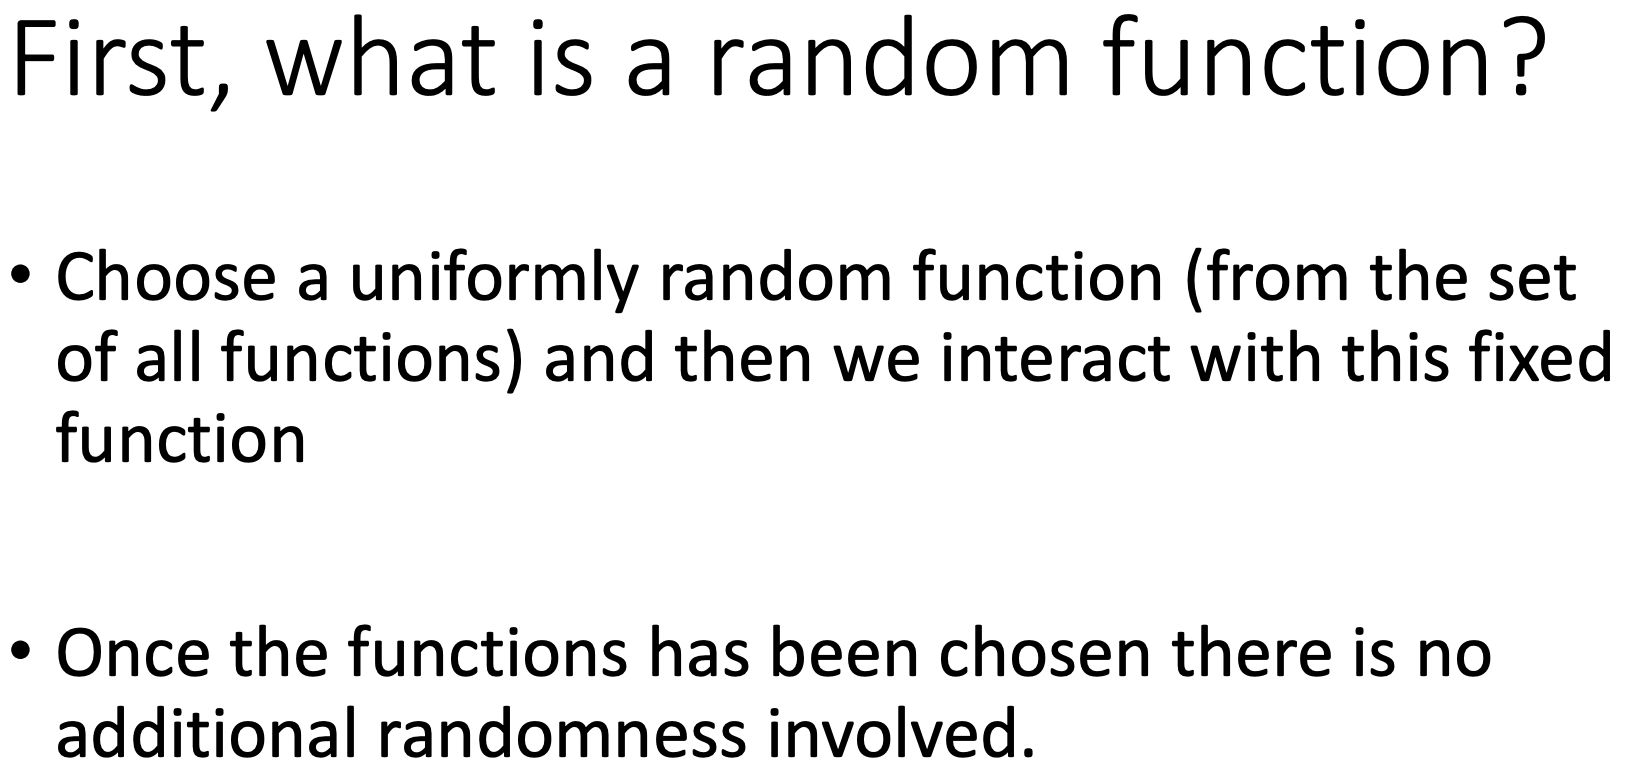 First, what is a random function?
• Choose a uniformly random function (from the set
of all functions) and then we interact with this fixed
function
• Once the functions has been chosen there is no
additional randomness involved.